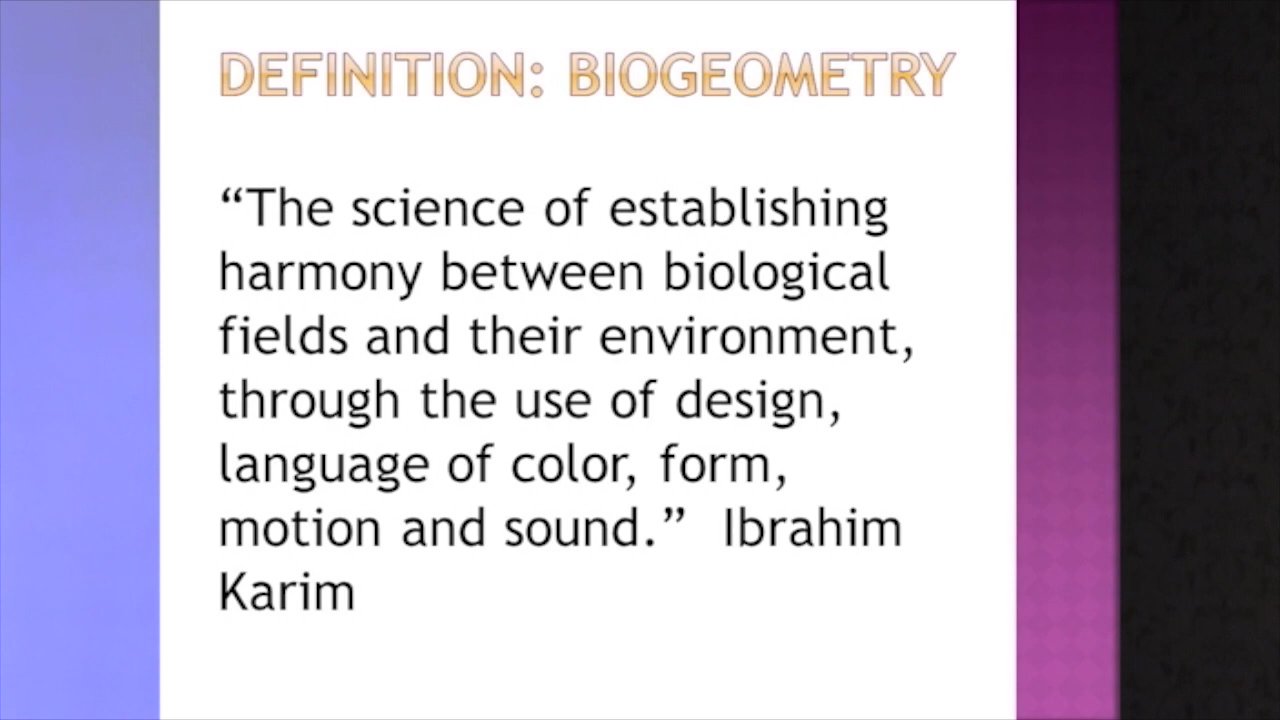 DEFINITION: BIOGEOMETRY
“The science of establishing
harmony between biological
fields and their environment,
through the use of design,
language of color, form,
motion and sound.” Ibrahim
Karim